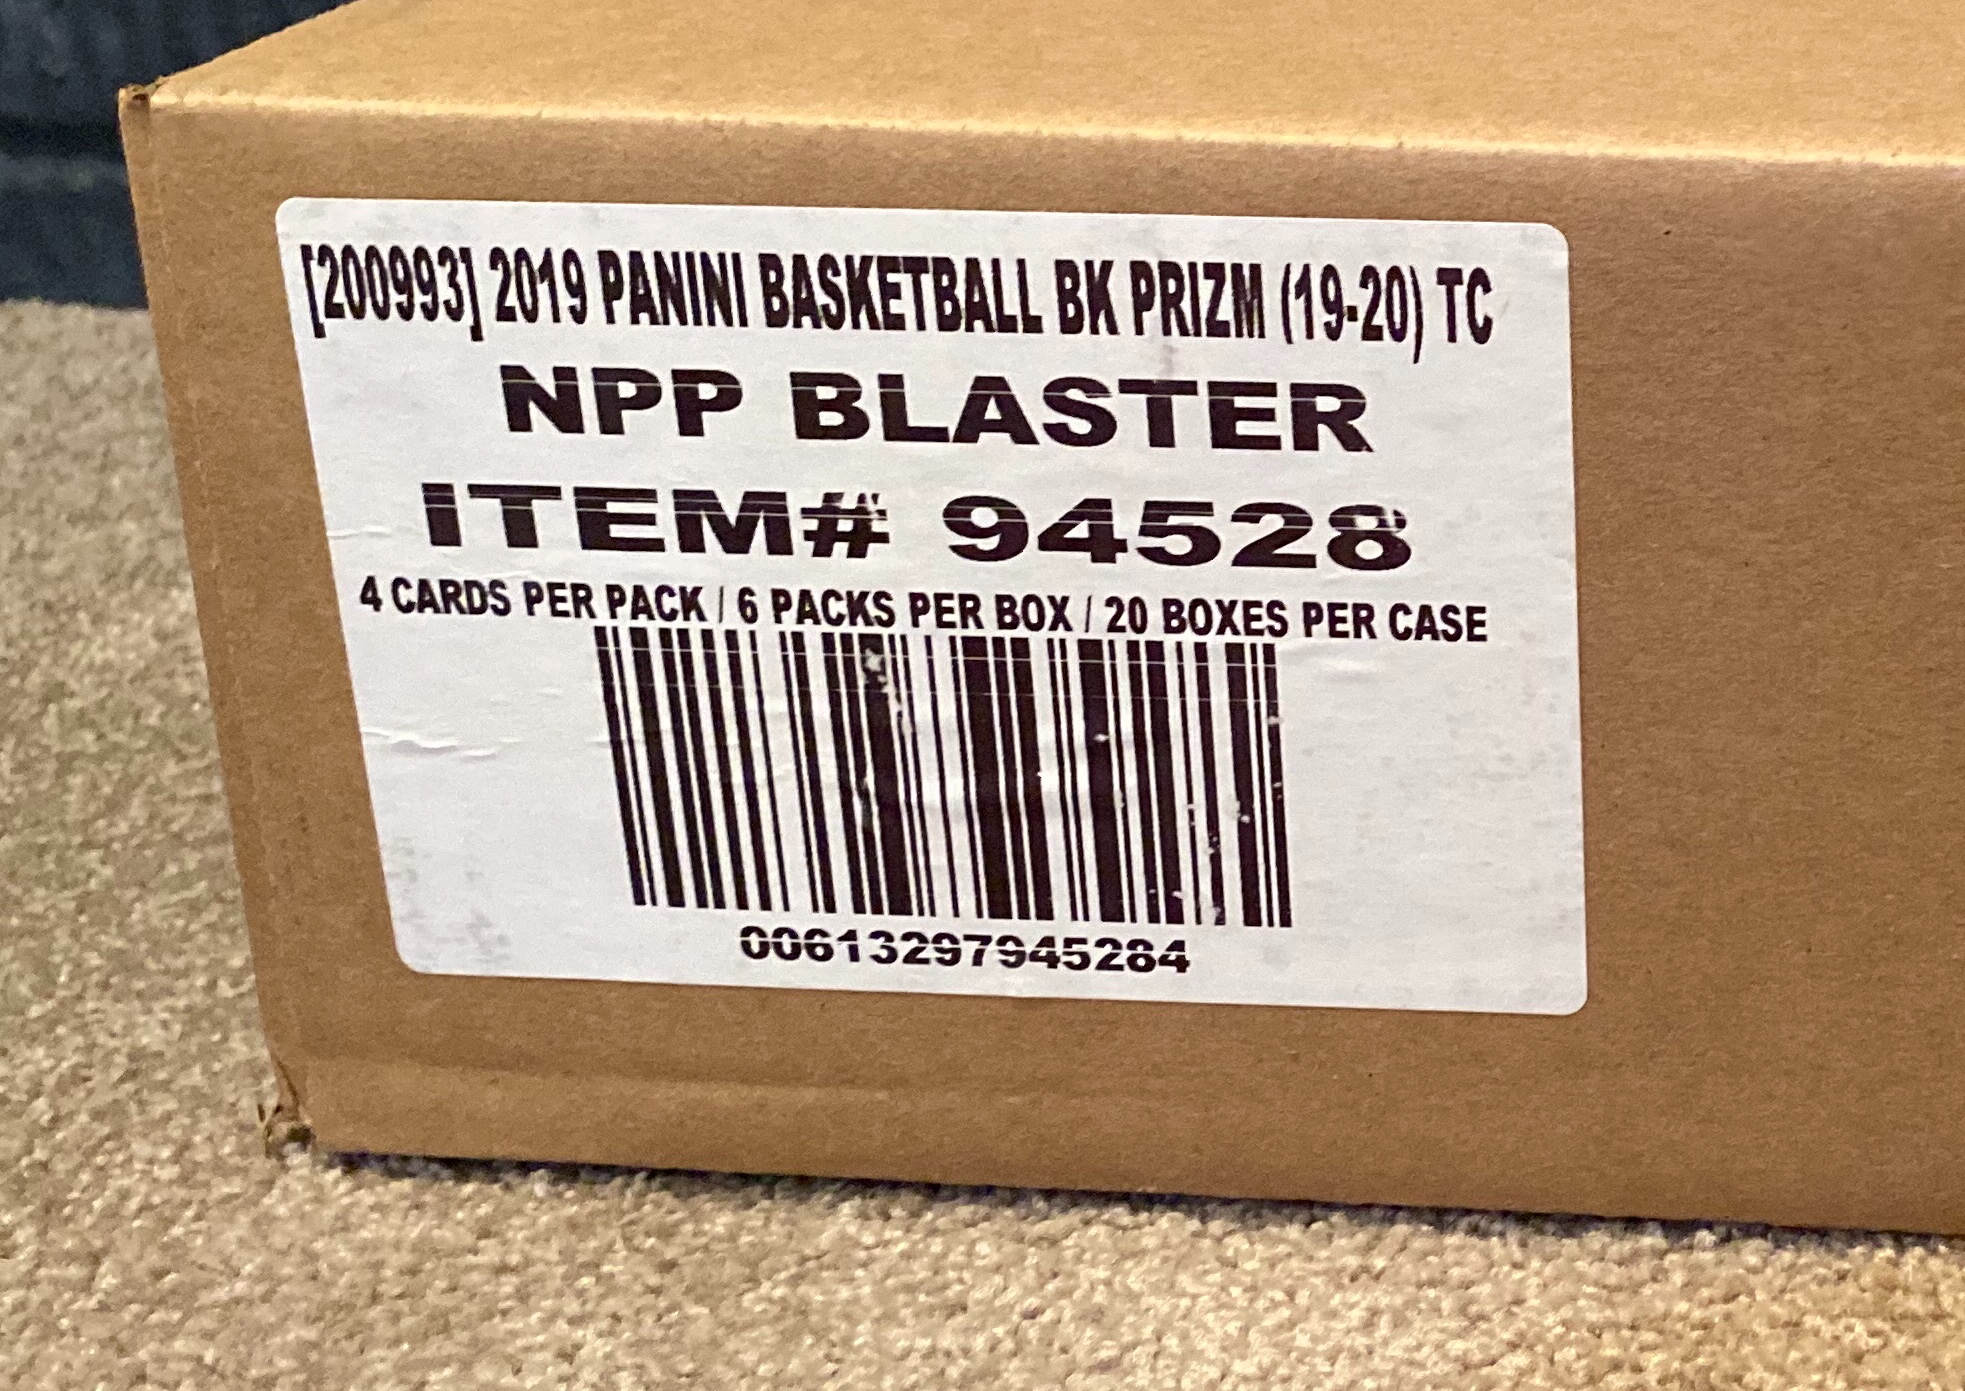 [200993] 2019 PANINI BASKETBALL BK PRIZM (19-20) TC
NPP BLASTER
ITEM# 94528
4 CARDS PER PACK / 6 PACKS PER BOX / 20 BOXES PER CASE
00613297945284